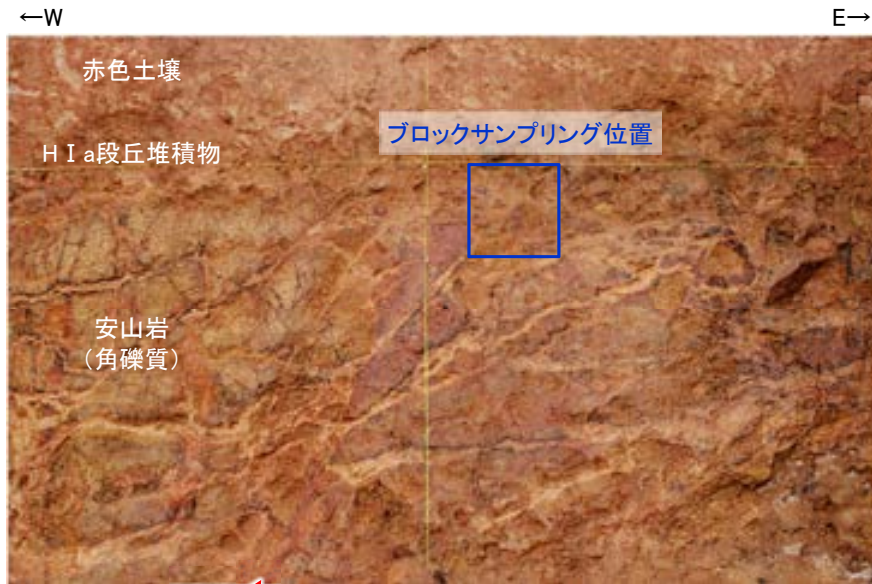 ←W
E→
赤色土壌
ブロックサンプリング位置
HⅠa段丘堆積物
安山岩
(角礫質)